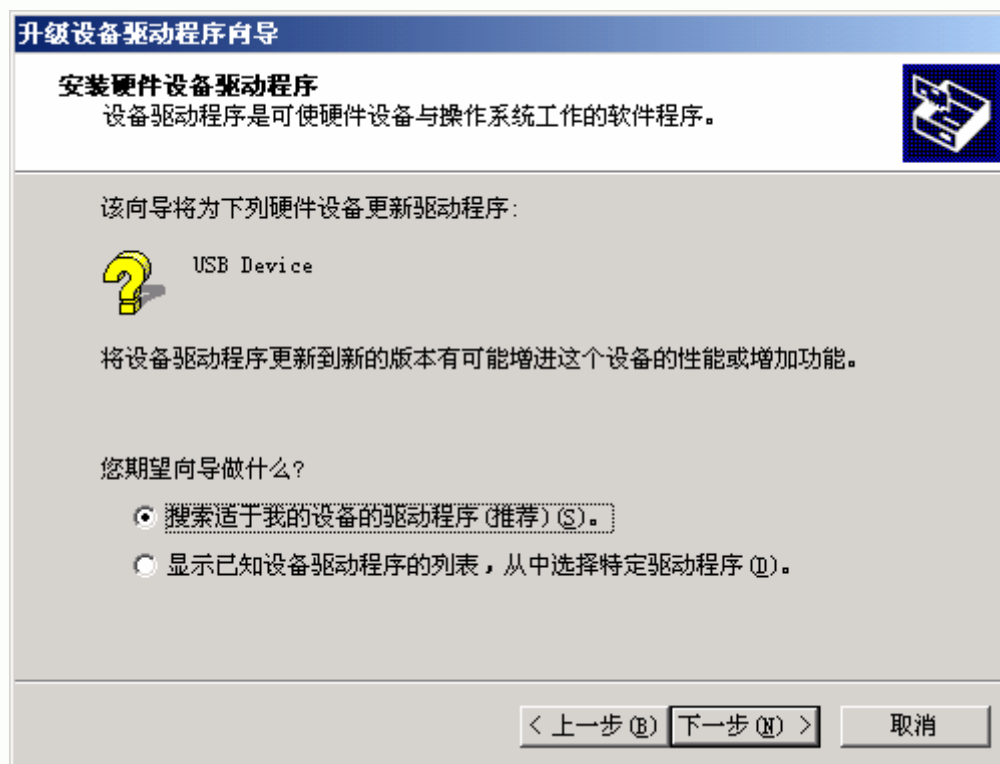 升级设备驱动程序向导
安装硬件设备驱动程序
设备驱动程序是可使硬件设备与操作系统工作的软件程序。
该向导将为下列硬件设备更新驱动程序:
USB Device
将设备驱动程序更新到新的版本有可能增进这个设备的性能或增加功能。
您期望向导做什么?
搜索适于我的设备的驱动程序(推荐)(S)。
显示已知设备驱动程序的列表，从中选择特定驱动程序(D)。
< 上一步(B) 下一步(N) > 取消